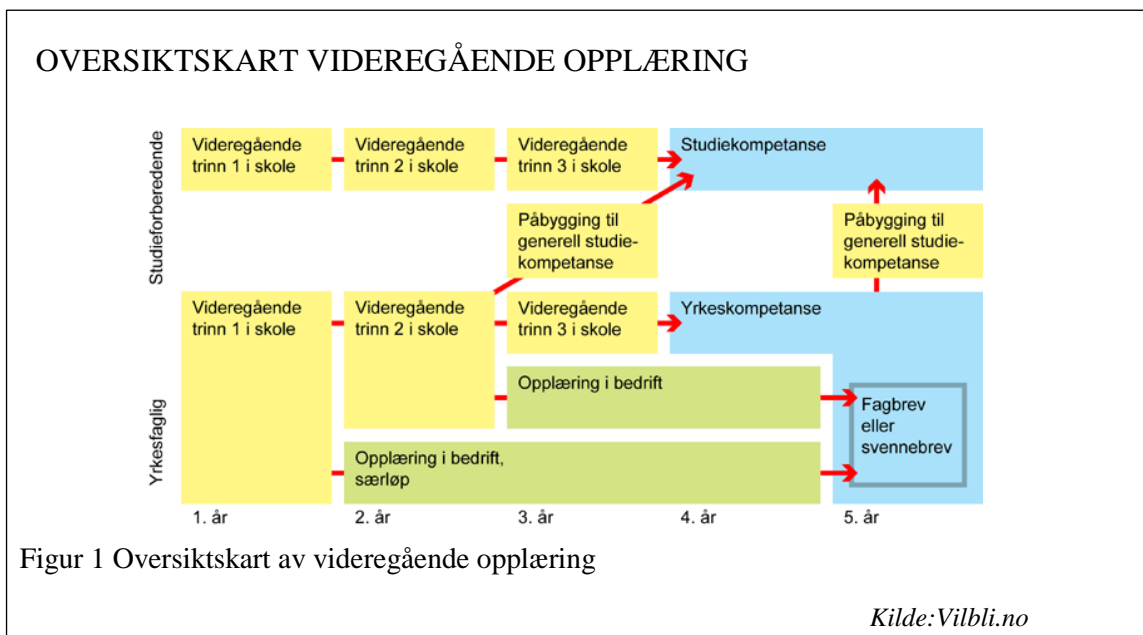 OVERSIKTSKART VIDEREGÅENDE OPPLÆRING
Studieforberedende
Videregående
trinn 1 i skole
Videregående
trinn 2 i skole
Videregående
trinn 3 i skole
Studiekompetanse
Påbygging til
generell studie-
kompetanse
Påbygging til
generell studie-
kompetanse
Yrkesfaglig
Videregående
trinn 1 i skole
Videregående
trinn 2 i skole
Videregående
trinn 3 i skole
Yrkeskompetanse
Opplæring i bedrift
Fagbrev
eller
svennebrev
Opplæring i bedrift,
særløp
1. år
2. år
3. år
4. år
5. år
Figur 1 Oversiktskart av videregående opplæring
Kilde:Vilbli.no